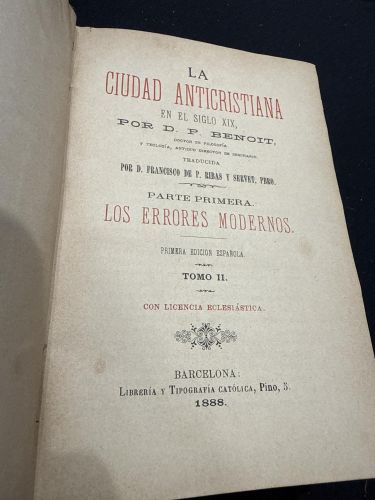 LA
CIUDAD ANTICRISTIANA
EN EL SIGLO XIX,
POR D. P. BENOIT,
DOCTOR EN FILOSOFÍA
Y TEOLOGÍA, ANTIGUO DIRECTOR DE SEMINARIO.
TRADUCIDA
POR D. FRANCISCO DE P. RIBAS Y SERVET, PBRO.
PARTE PRIMERA.
LOS ERRORES MODERNOS.
PRIMERA EDICION ESPAÑOLA.
TOMO II.
CON LICENCIA ECLESIÁSTICA.
BARCELONA:
LIBRERÍA Y TIPOGRAFÍA CATÓLICA, Pino, 5.
1888.